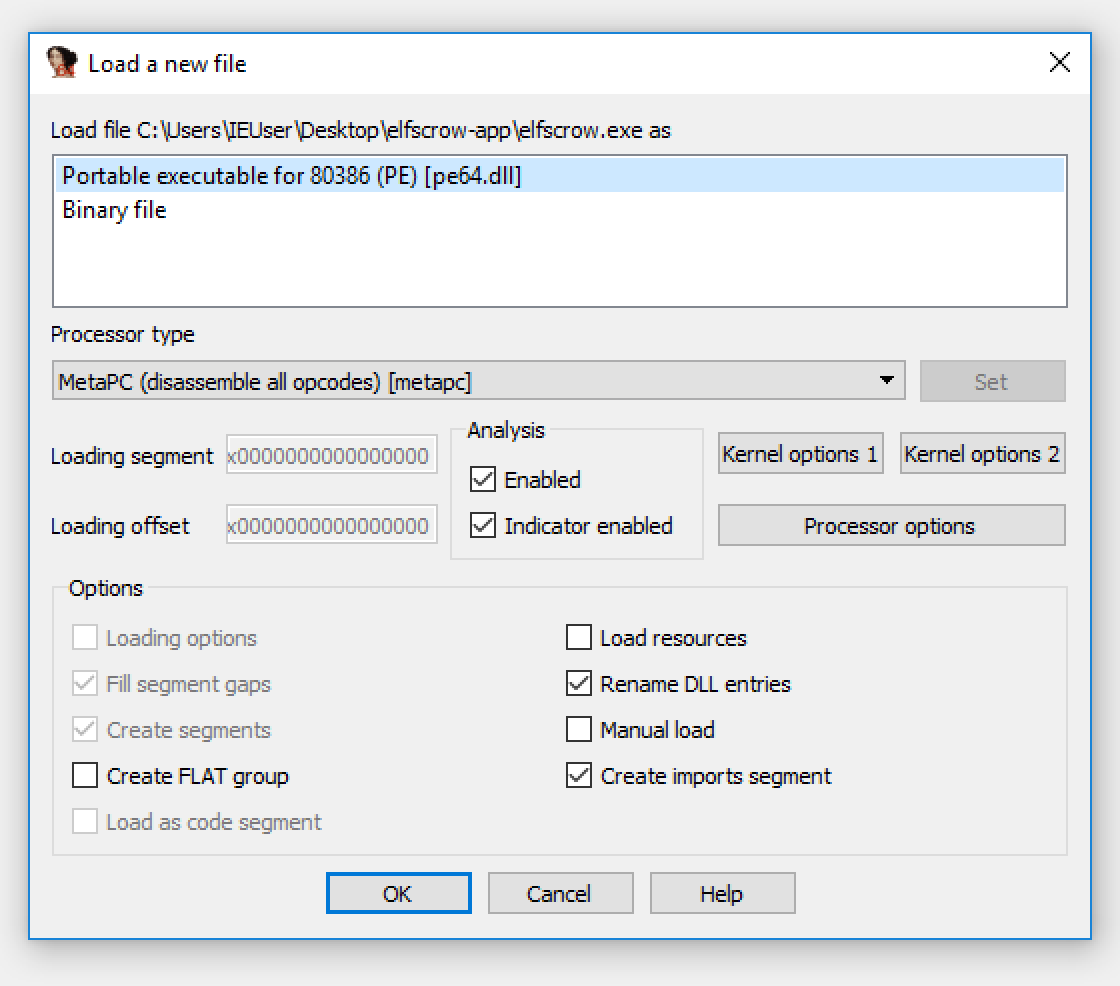 Load a new file
Load file C:\Users\IEUser\Desktop\elfscrow-app\elfscrow.exe as
Portable executable for 80386 (PE) [pe64.dll]
Binary file
Processor type
MetaPC (disassemble all opcodes) [metapc]
Set
Loading segment
x0000000000000000
Loading offset
x0000000000000000
Analysis
Enabled
Indicator enabled
Kernel options 1
Kernel options 2
Processor options
Options
Loading options
Fill segment gaps
Create segments
Create FLAT group
Load as code segment
Load resources
Rename DLL entries
Manual load
Create imports segment
OK
Cancel
Help